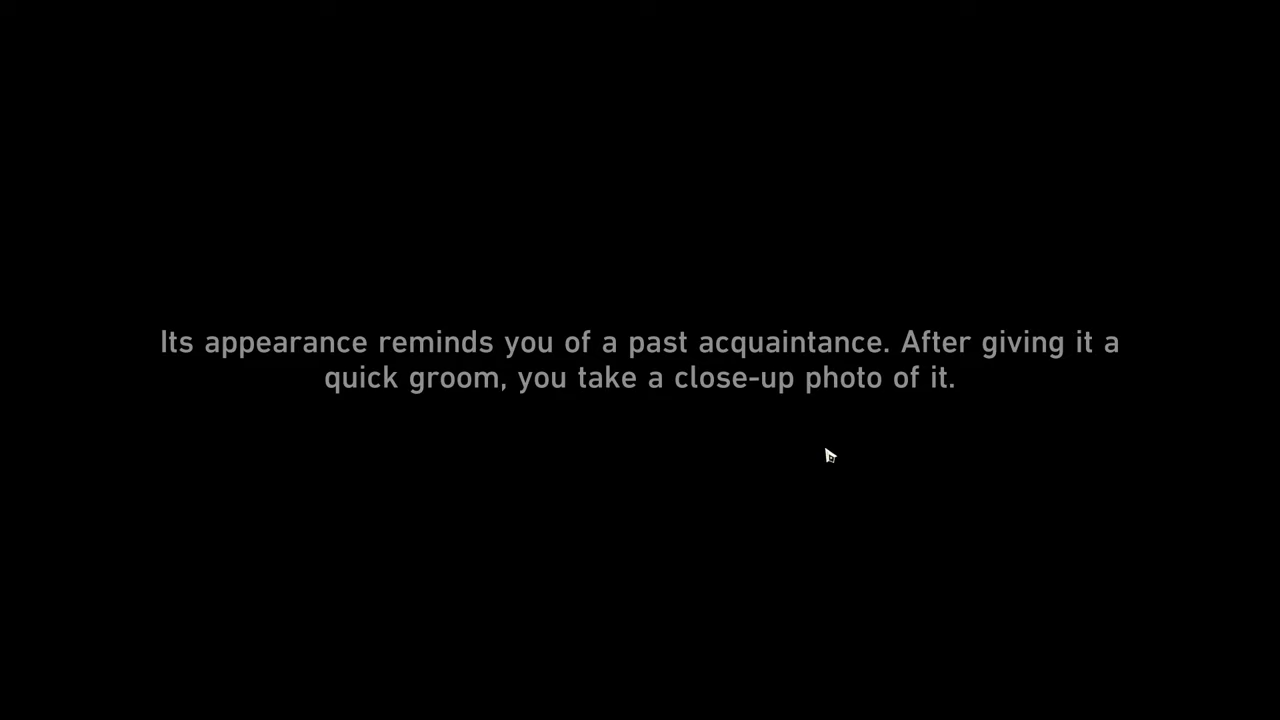 Its appearance reminds you of a past acquaintance. After giving it a
quick groom, you take a close-up photo of it.